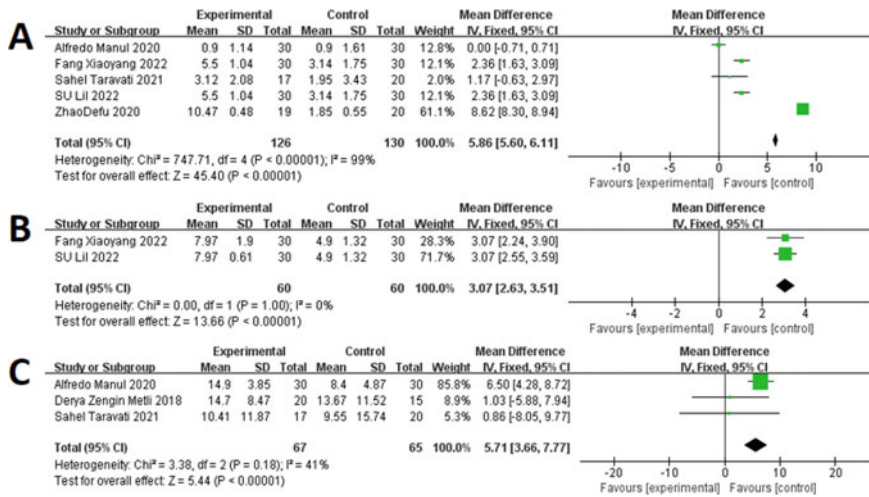 A
Experimental Control Mean Difference Mean Difference
Study or Subgroup Mean SD Total Mean SD Total Weight IV, Fixed, 95% CI IV, Fixed, 95% CI
Alfredo Manul 2020 0.9 1.14 30 0.9 1.61 30 12.8% 0.00 [-0.71, 0.71]
Fang Xiaoyang 2022 5.5 1.04 30 3.14 1.75 30 12.1% 2.36 [1.63, 3.09]
Sahel Taravati 2021 3.12 2.08 17 1.95 3.43 20 2.0% 1.17 [-0.63, 2.97]
SU Lil 2022 5.5 1.04 30 3.14 1.75 30 12.1% 2.36 [1.63, 3.09]
ZhaoDefu 2020 10.47 0.48 19 1.85 0.55 20 61.1% 8.62 [8.30, 8.94]
Total (95% CI) 126 130 100.0% 5.86 [5.60, 6.11]
Heterogeneity: Chi² = 747.71, df = 4 (P < 0.00001); I² = 99%
Test for overall effect: Z = 45.40 (P < 0.00001)
-10 -5 0 5 10
Favours [experimental] Favours [control]
B
Experimental Control Mean Difference Mean Difference
Study or Subgroup Mean SD Total Mean SD Total Weight IV, Fixed, 95% CI IV, Fixed, 95% CI
Fang Xiaoyang 2022 7.97 1.9 30 4.9 1.32 30 28.3% 3.07 [2.24, 3.90]
SU Lil 2022 7.97 0.61 30 4.9 1.32 30 71.7% 3.07 [2.55, 3.59]
Total (95% CI) 60 60 100.0% 3.07 [2.63, 3.51]
Heterogeneity: Chi² = 0.00, df = 1 (P = 1.00); I² = 0%
Test for overall effect: Z = 13.66 (P < 0.00001)
-4 -2 0 2 4
Favours [experimental] Favours [control]
C
Experimental Control Mean Difference Mean Difference
Study or Subgroup Mean SD Total Mean SD Total Weight IV, Fixed, 95% CI IV, Fixed, 95% CI
Alfredo Manul 2020 14.9 3.85 30 8.4 4.87 30 85.8% 6.50 [4.28, 8.72]
Derya Zengin Metli 2018 14.7 8.47 20 13.67 11.52 15 8.9% 1.03 [-5.88, 7.94]
Sahel Taravati 2021 10.41 11.87 17 9.55 15.74 20 5.3% 0.86 [-8.05, 9.77]
Total (95% CI) 67 65 100.0% 5.71 [3.66, 7.77]
Heterogeneity: Chi² = 3.38, df = 2 (P = 0.18); I² = 41%
Test for overall effect: Z = 5.44 (P < 0.00001)
-20 -10 0 10 20
Favours [experimental] Favours [control]